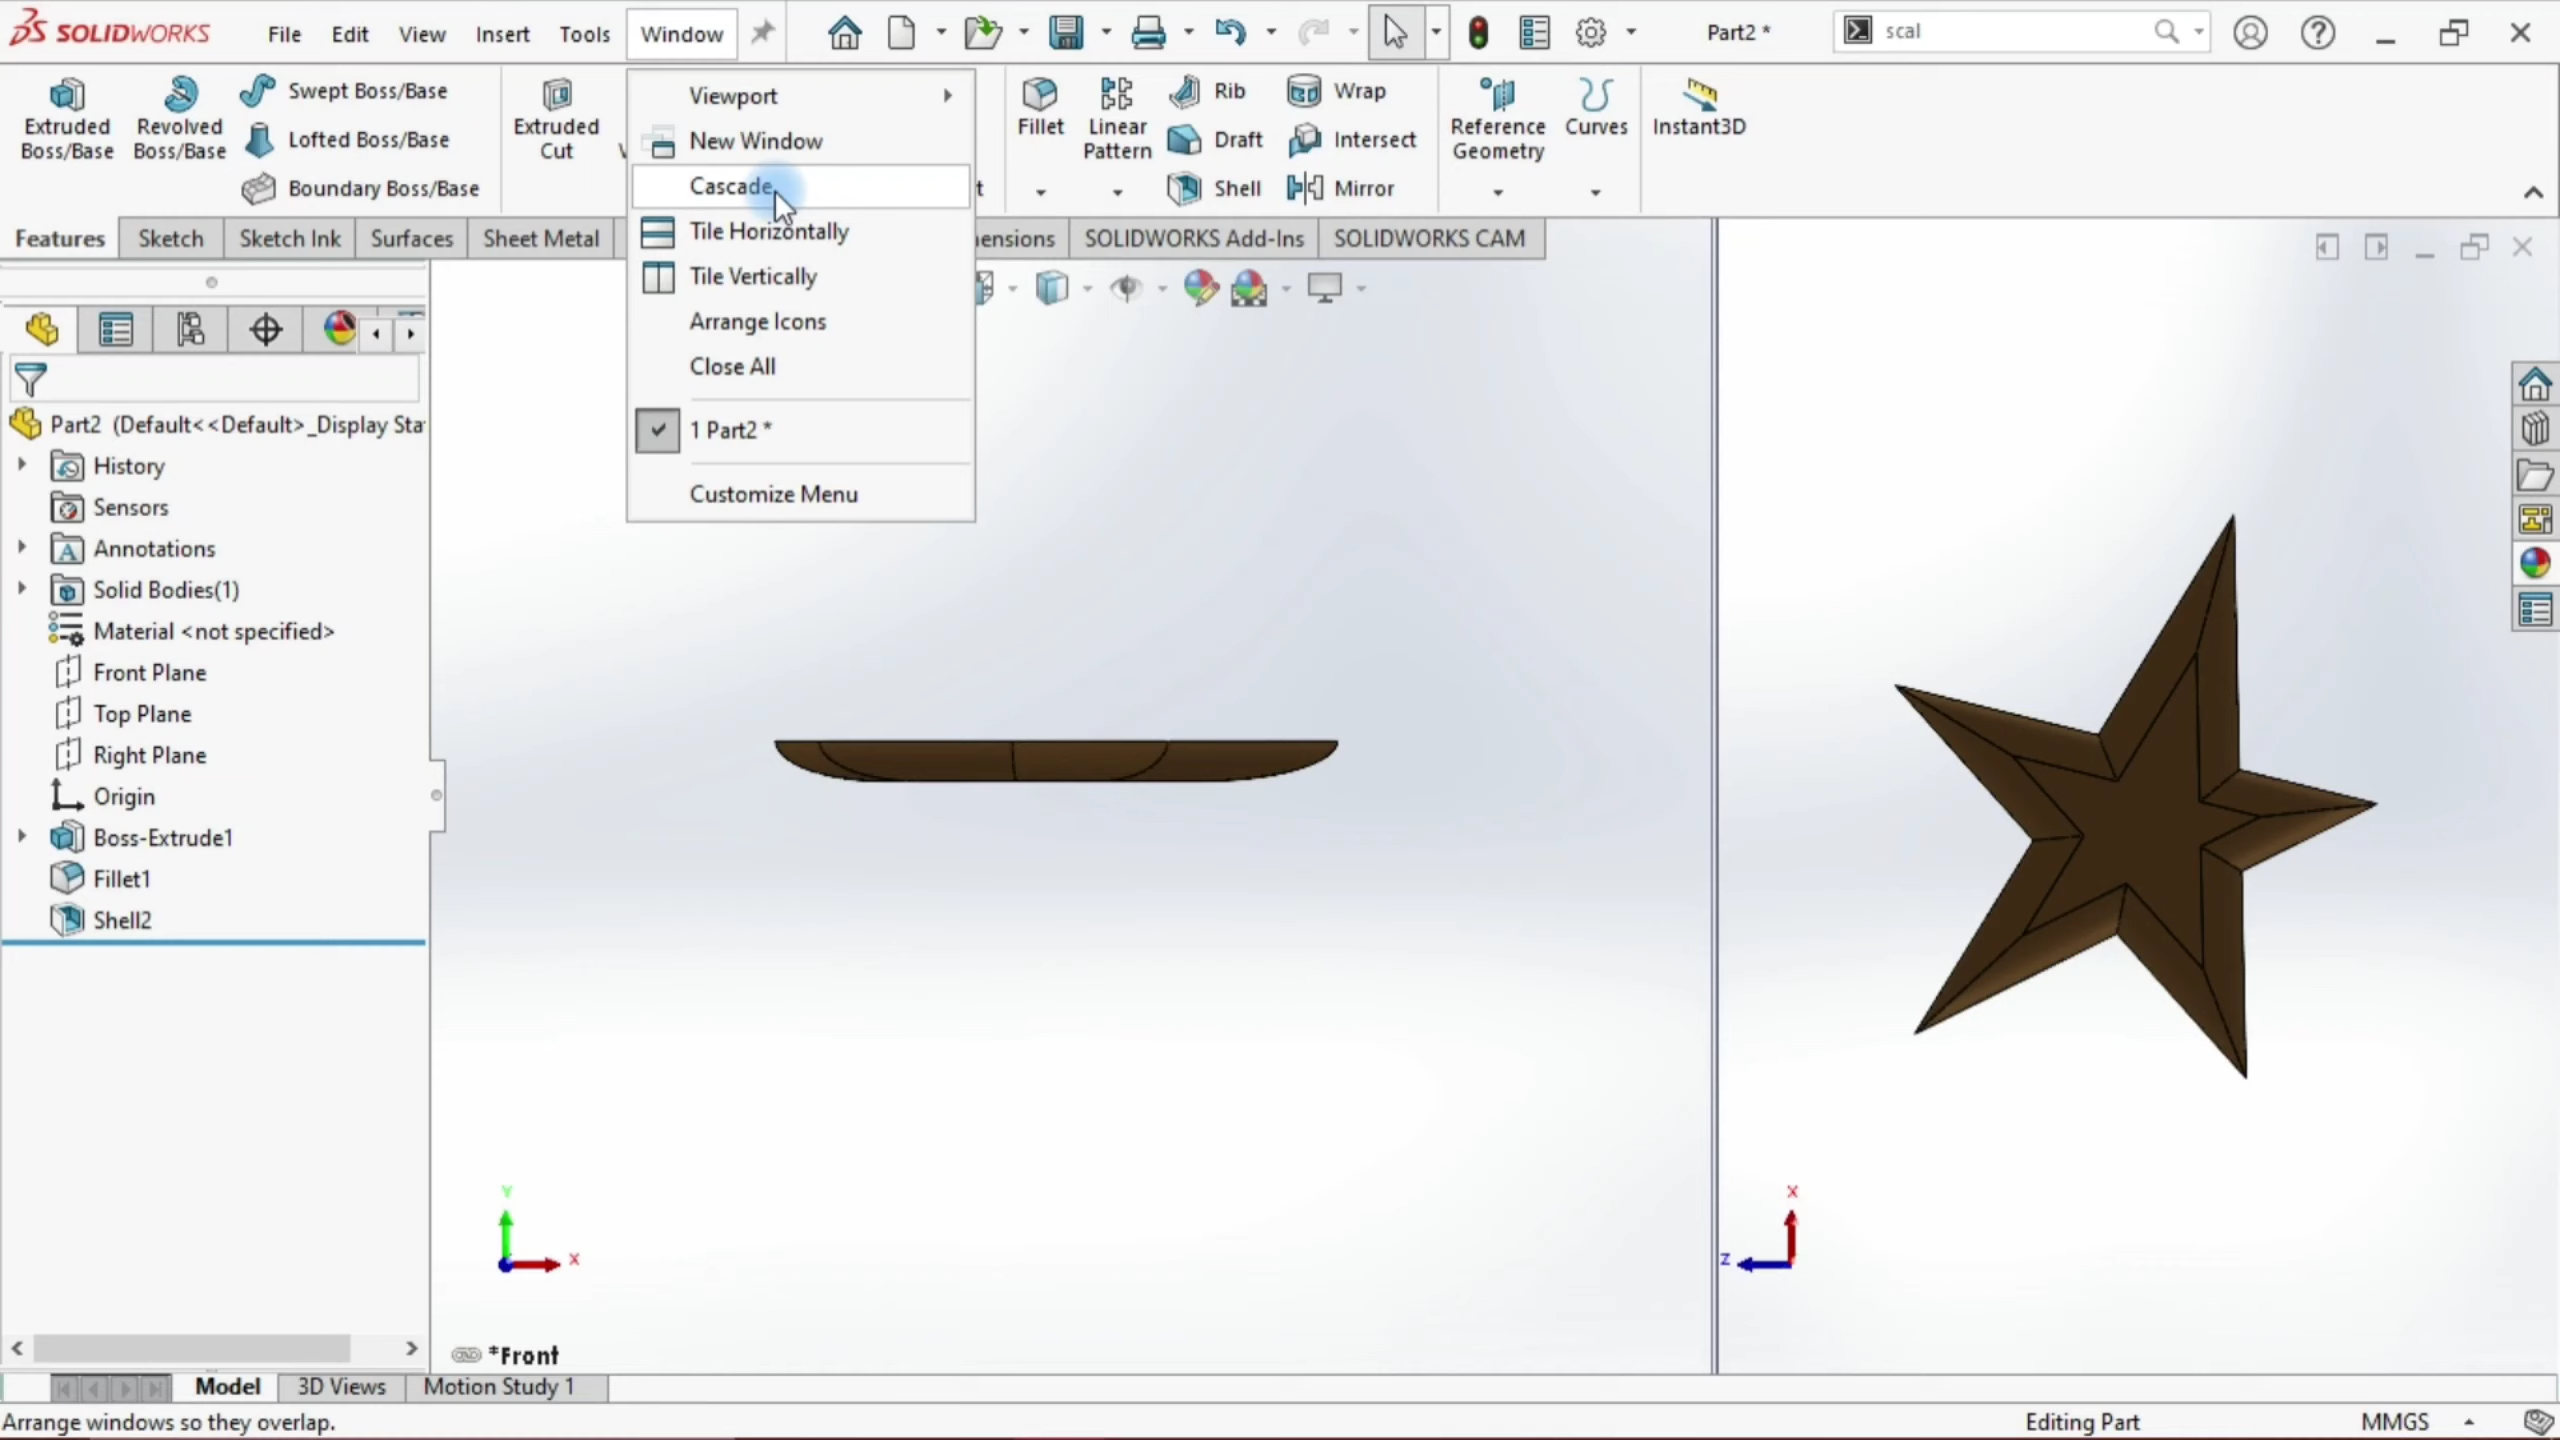 SOLIDWORKS File Edit View Insert Tools Window Part2 * scal
Extruded Boss/Base
Revolved Boss/Base
Swept Boss/Base
Lofted Boss/Base
Boundary Boss/Base
Extruded Cut
Fillet
Linear Pattern
Rib
Draft
Shell
Wrap
Intersect
Mirror
Reference Geometry
Curves
Instant3D
Viewport
New Window
Cascade
Tile Horizontally
Tile Vertically
Arrange Icons
Close All
1 Part2 *
Customize Menu
Features Sketch Sketch Ink Surfaces Sheet Metal SOLIDWORKS Add-Ins SOLIDWORKS CAM
Part2 (Default<<Default>_Display Sta
History
Sensors
Annotations
Solid Bodies(1)
Material <not specified>
Front Plane
Top Plane
Right Plane
Origin
Boss-Extrude1
Fillet1
Shell2
Y
X
X
Z
*Front
Model 3D Views Motion Study 1
Arrange windows so they overlap. Editing Part MMGS